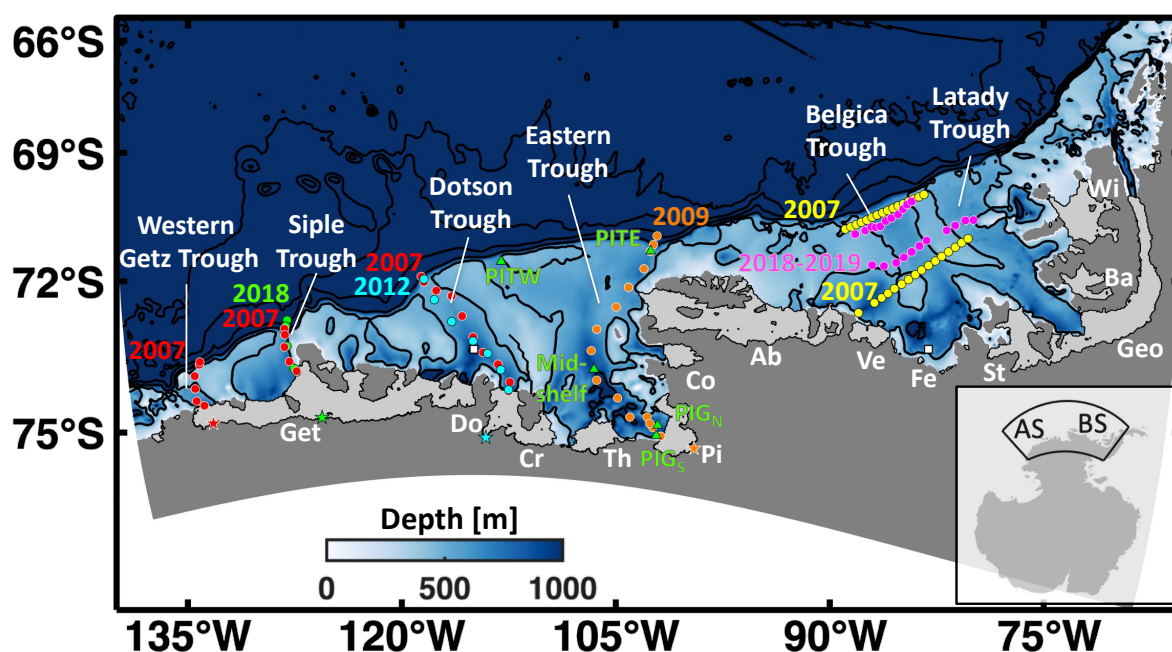 66°S
69°S
72°S
75°S
135°W
120°W
105°W
90°W
75°W
Western
Getz Trough
Siple
Trough
Dotson
Trough
Eastern
Trough
Belgica
Trough
Latady
Trough
2007
2018
2007
2007
2012
2009
2007
2018-2019
2007
PITW
PITE
Mid-
shelf
PIG_N
PIG_S
Get
Do
Cr
Th
Pi
Co
Ab
Ve
Fe
St
Geo
Ba
Wi
Depth [m]
0
500
1000
AS
BS